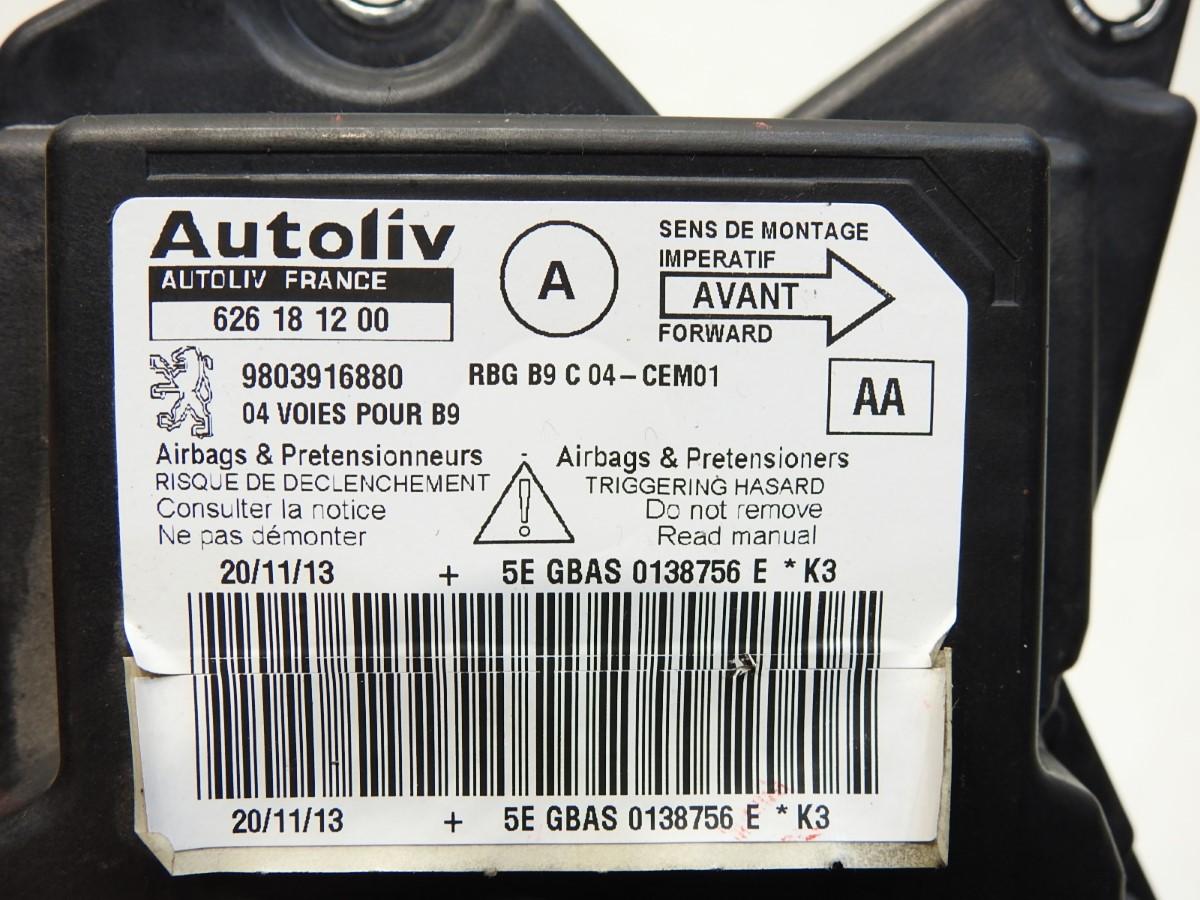 Autoliv
AUTOLIV FRANCE
626 18 12 00
A
SENS DE MONTAGE
IMPERATIF
AVANT
FORWARD
9803916880
RBG B9 C 04-CEM01
04 VOIES POUR B9
AA
Airbags & Pretensionneurs
RISQUE DE DECLENCHEMENT
Consulter la notice
Ne pas démonter
- Airbags & Pretensioners
TRIGGERING HASARD
Do not remove
Read manual
20/11/13 + 5E GBAS 0138756 E * K3
20/11/13 + 5E GBAS 0138756 E * K3